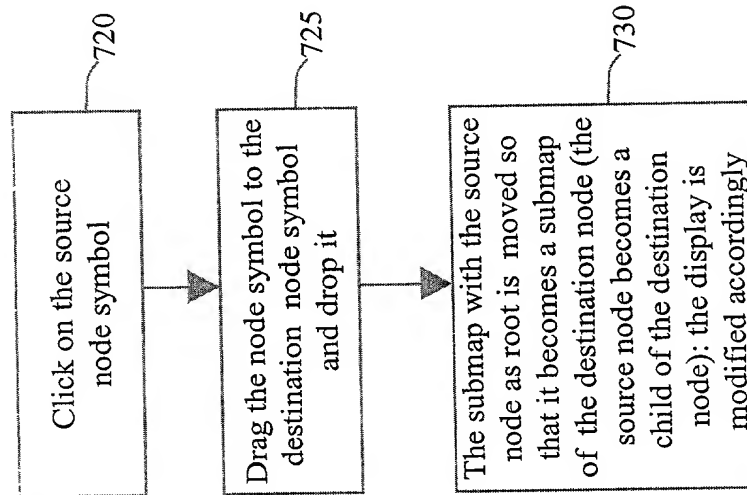 720
Click on the source
node symbol
725
Drag the node symbol to the
destination node symbol
and drop it
730
The submap with the source
node as root is moved so
that it becomes a submap
of the destination node (the
source node becomes a
child of the destination
node): the display is
modified accordingly